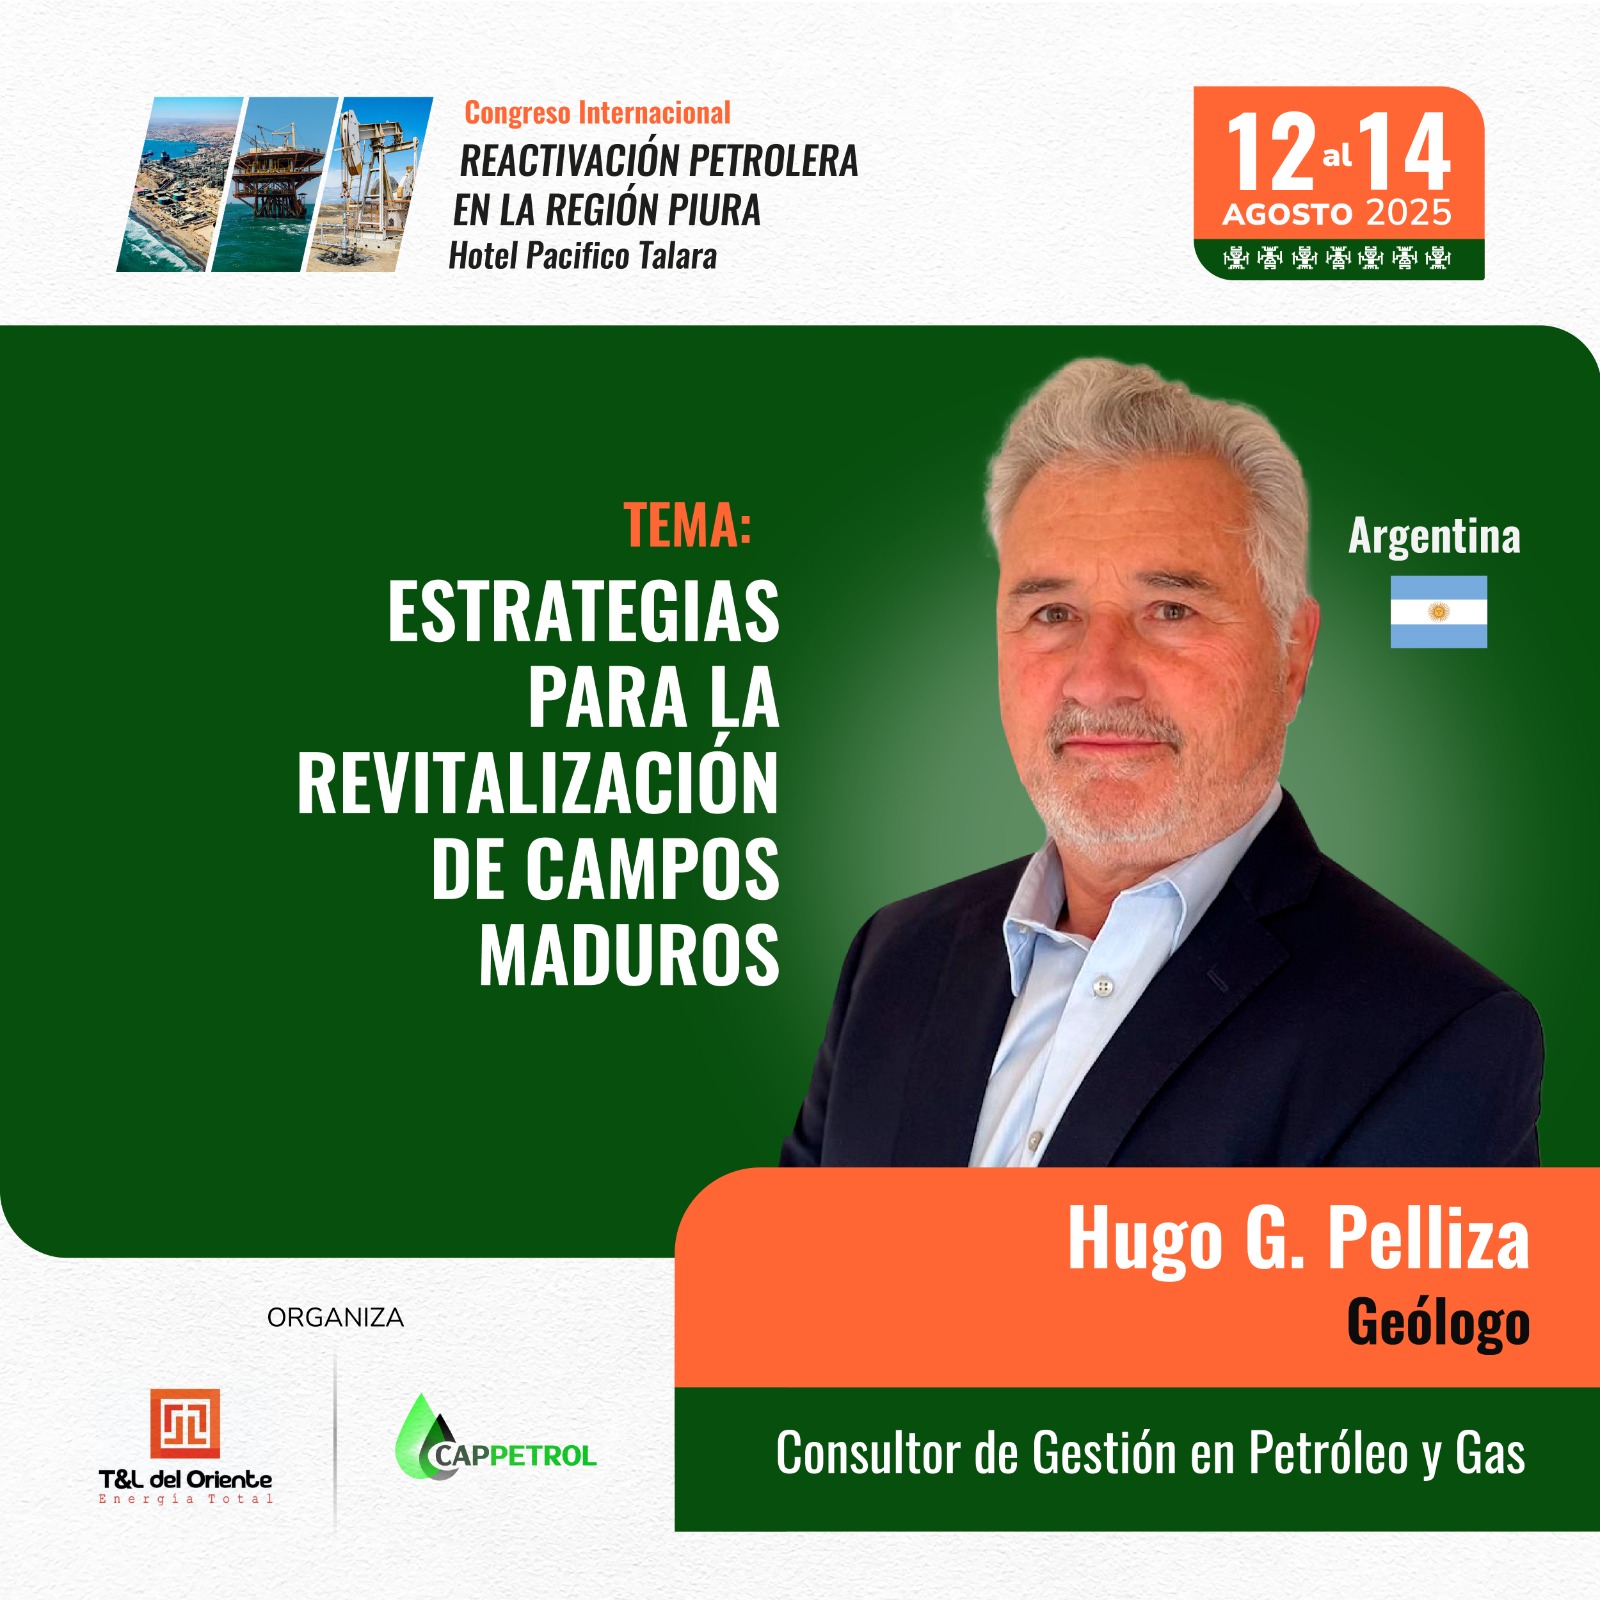 Congreso Internacional
REACTIVACIÓN PETROLERA
EN LA REGIÓN PIURA
Hotel Pacifico Talara
12 al 14
AGOSTO 2025
TEMA:
ESTRATEGIAS
PARA LA
REVITALIZACIÓN
DE CAMPOS
MADUROS
Argentina
Hugo G. Pelliza
Geólogo
Consultor de Gestión en Petróleo y Gas
ORGANIZA
T&L del Oriente
Energía Total
CAPPETROL